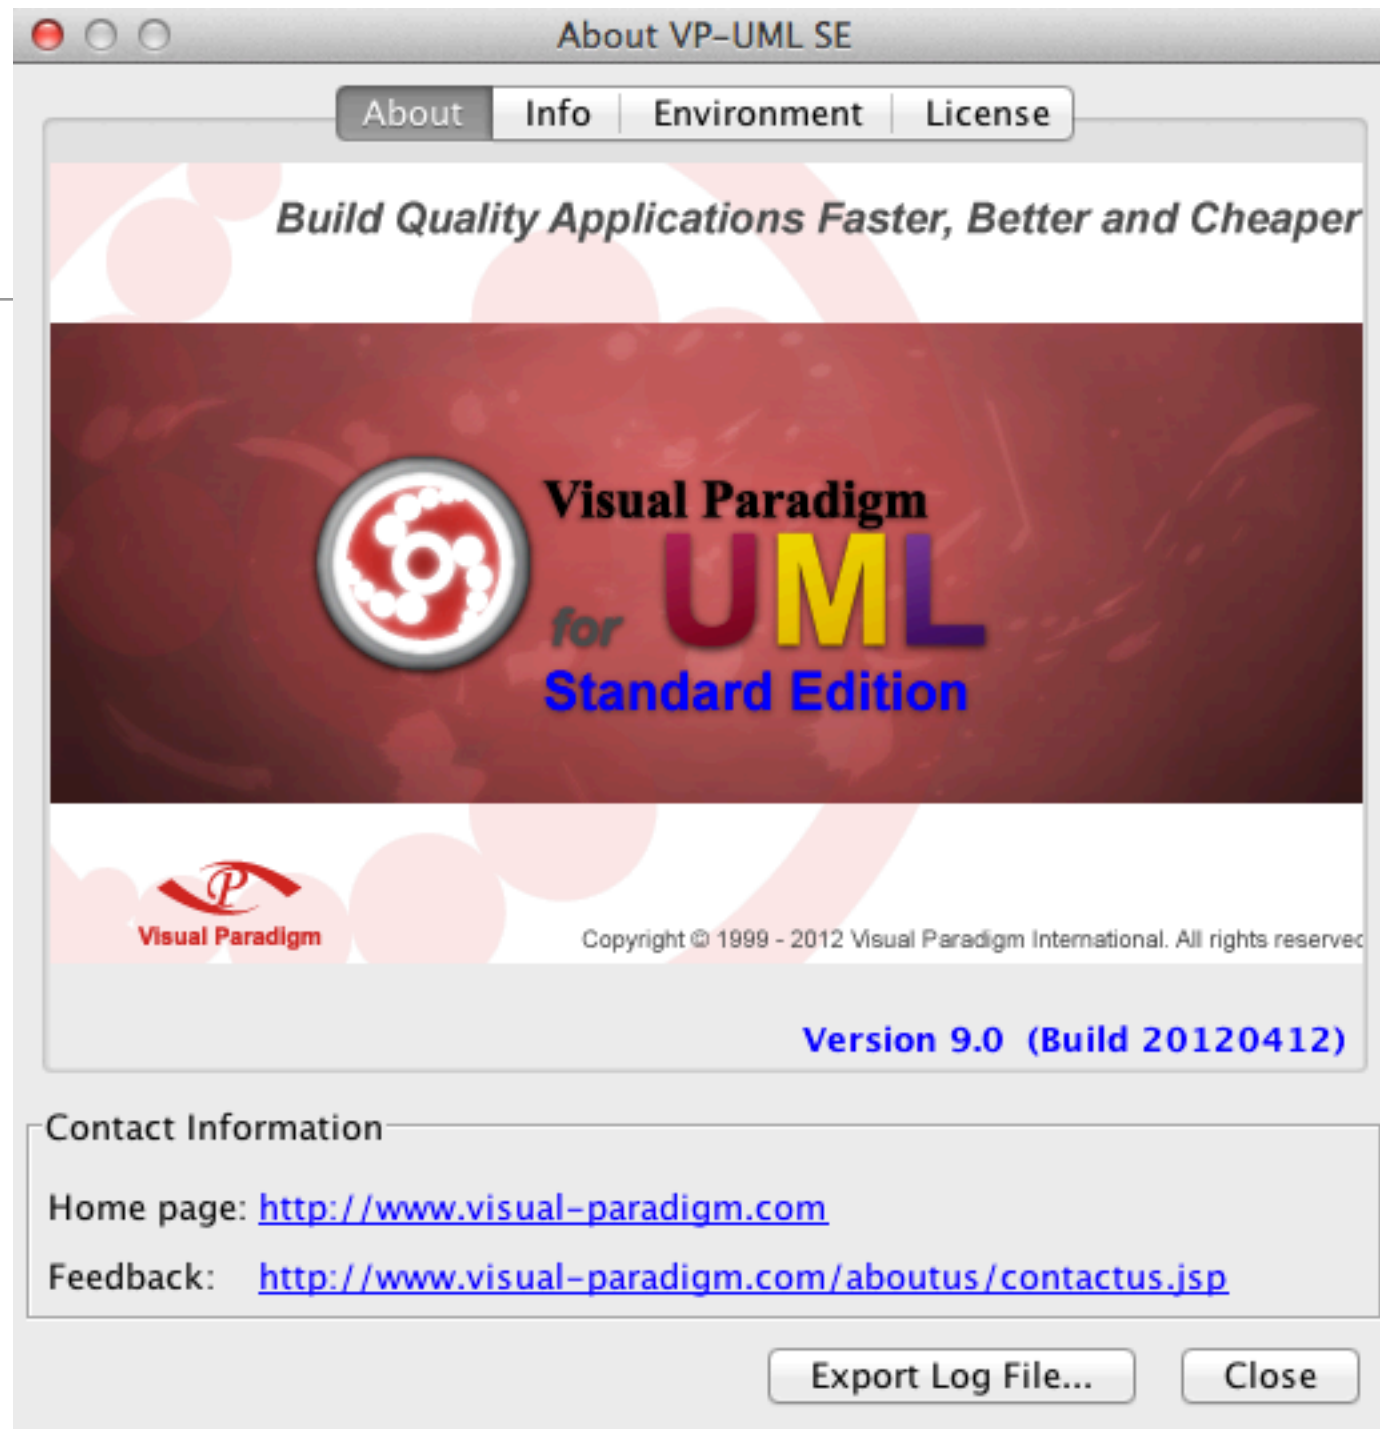 About VP-UML SE
About Info Environment License
Build Quality Applications Faster, Better and Cheaper
Visual Paradigm
for UML
Standard Edition
P
Visual Paradigm
Copyright © 1999 - 2012 Visual Paradigm International. All rights reserved
Version 9.0 (Build 20120412)
Contact Information
Home page: http://www.visual-paradigm.com
Feedback: http://www.visual-paradigm.com/aboutus/contactus.jsp
Export Log File... Close